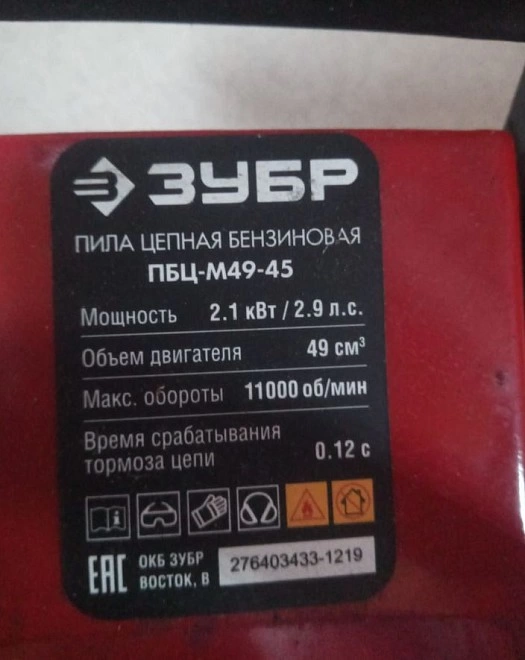 ЗУБР
ПИЛА ЦЕПНАЯ БЕНЗИНОВАЯ
ПБЦ-М49-45
Мощность 2.1 кВт / 2.9 л.с.
Объем двигателя 49 см³
Макс. обороты 11000 об/мин
Время срабатывания
тормоза цепи 0.12 с
EAC ОКБ ЗУБР
ВОСТОК, В 276403433-1219